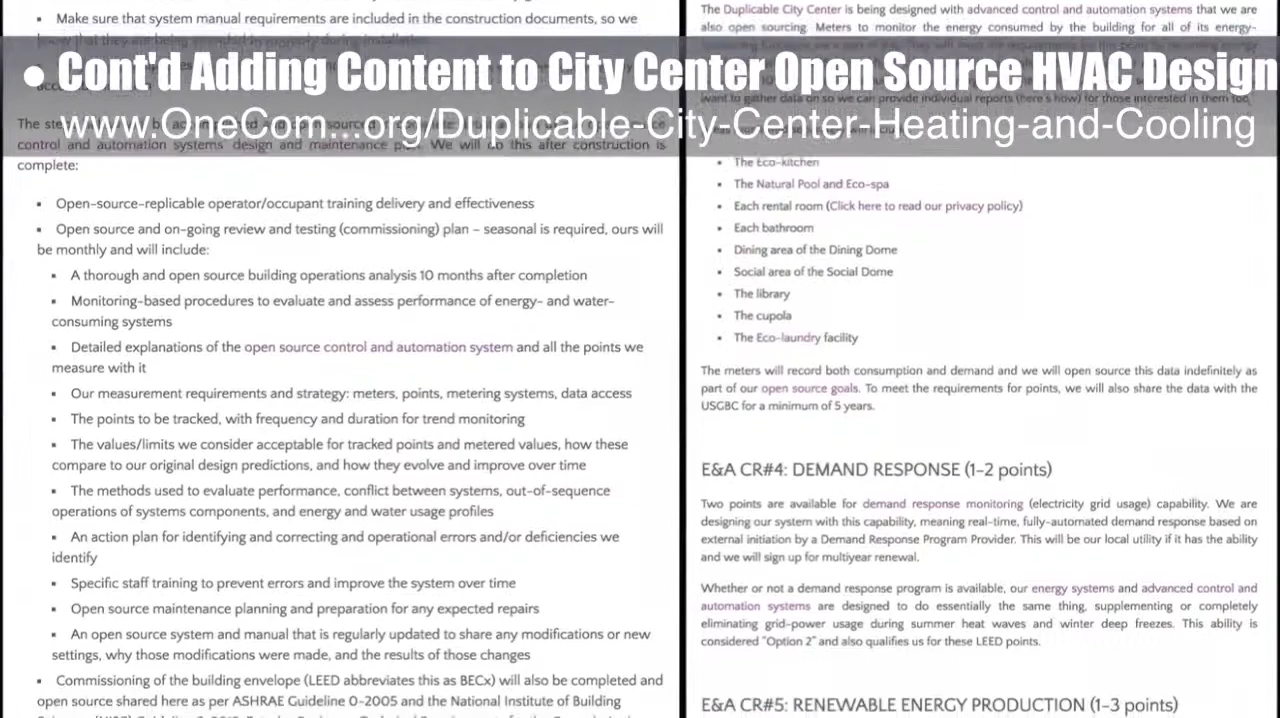 Make sure that system manual requirements are included in the construction documents, so we
• Cont'd Adding Content to City Center Open Source HVAC Design
www.OneCom...org/Duplicable-City-Center-Heating-and-Cooling
control and automation systems design and maintenance plan. We will do this after construction is
complete:
▪ Open-source-replicable operator/occupant training delivery and effectiveness
▪ Open source and on-going review and testing (commissioning) plan – seasonal is required, ours will
be monthly and will include:
▪ A thorough and open source building operations analysis 10 months after completion
▪ Monitoring-based procedures to evaluate and assess performance of energy- and water-
consuming systems
▪ Detailed explanations of the open source control and automation system and all the points we
measure with it
▪ Our measurement requirements and strategy: meters, points, metering systems, data access
▪ The points to be tracked, with frequency and duration for trend monitoring
▪ The values/limits we consider acceptable for tracked points and metered values, how these
compare to our original design predictions, and how they evolve and improve over time
▪ The methods used to evaluate performance, conflict between systems, out-of-sequence
operations of systems components, and energy and water usage profiles
▪ An action plan for identifying and correcting and operational errors and/or deficiencies we
identify
▪ Specific staff training to prevent errors and improve the system over time
▪ Open source maintenance planning and preparation for any expected repairs
▪ An open source system and manual that is regularly updated to share any modifications or new
settings, why those modifications were made, and the results of those changes
▪ Commissioning of the building envelope (LEED abbreviates this as BECx) will also be completed and
open source shared here as per ASHRAE Guideline 0-2005 and the National Institute of Building
The Duplicable City Center is being designed with advanced control and automation systems that we are
also open sourcing. Meters to monitor the energy consumed by the building for all of its energy-
want to gather data on so we can provide individual reports (here's how) for those interested in them too.
▪ The Eco-kitchen
▪ The Natural Pool and Eco-spa
▪ Each rental room (Click here to read our privacy policy)
▪ Each bathroom
▪ Dining area of the Dining Dome
▪ Social area of the Social Dome
▪ The library
▪ The cupola
▪ The Eco-laundry facility
The meters will record both consumption and demand and we will open source this data indefinitely as
part of our open source goals. To meet the requirements for points, we will also share the data with the
USGBC for a minimum of 5 years.
E&A CR#4: DEMAND RESPONSE (1-2 points)
Two points are available for demand response monitoring (electricity grid usage) capability. We are
designing our system with this capability, meaning real-time, fully-automated demand response based on
external initiation by a Demand Response Program Provider. This will be our local utility if it has the ability
and we will sign up for multiyear renewal.
Whether or not a demand response program is available, our energy systems and advanced control and
automation systems are designed to do essentially the same thing, supplementing or completely
eliminating grid-power usage during summer heat waves and winter deep freezes. This ability is
considered "Option 2" and also qualifies us for these LEED points.
E&A CR#5: RENEWABLE ENERGY PRODUCTION (1-3 points)